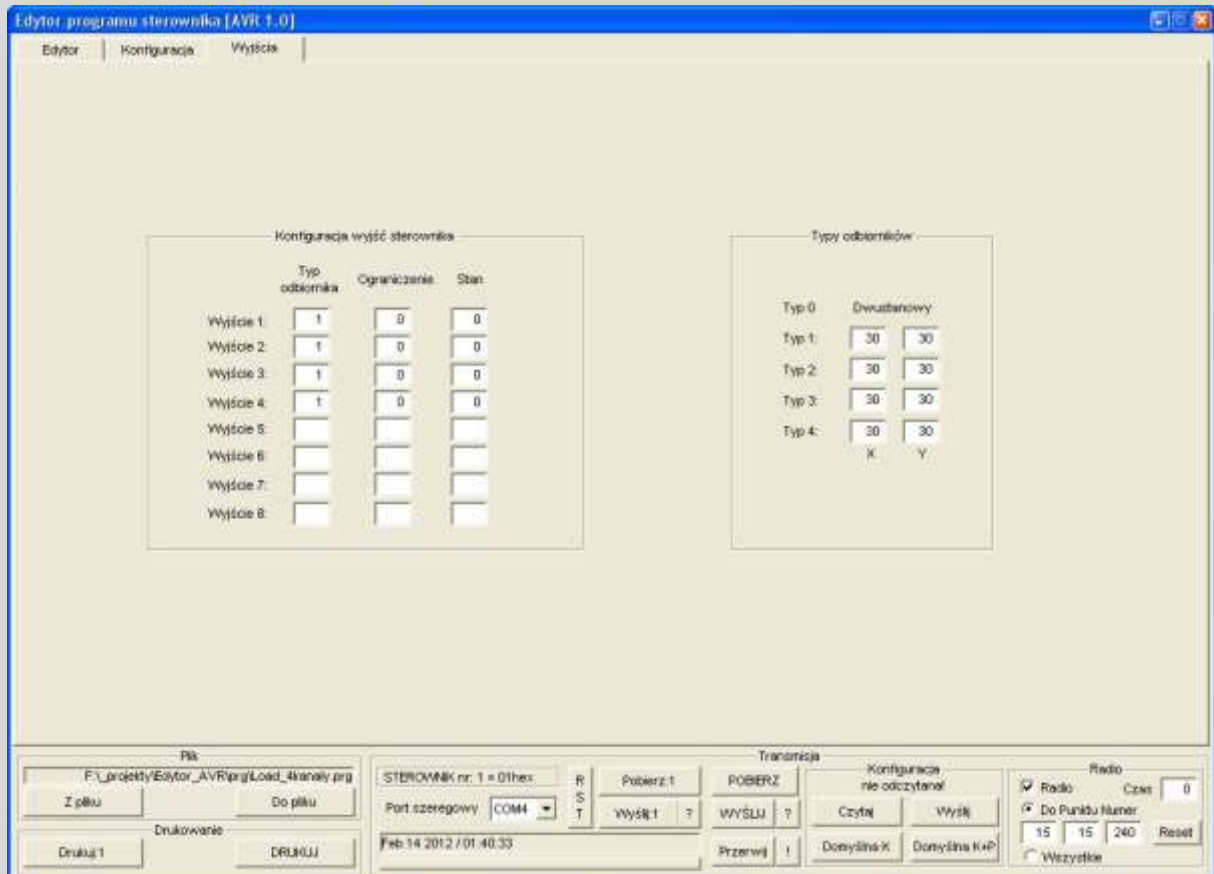 Edytor programu sterownika [AVR 1.0]
Edytor Konfiguracja Wyjścia
Konfiguracja wyjść sterownika
Typ odbiornika Ograniczenie Stan
Wyjście 1: 1 0 0
Wyjście 2: 1 0 0
Wyjście 3: 1 0 0
Wyjście 4: 1 0 0
Wyjście 5:
Wyjście 6:
Wyjście 7:
Wyjście 8:
Typy odbiorników
Typ 0 Dwustanowy
Typ 1: 30 30
Typ 2: 30 30
Typ 3: 30 30
Typ 4: 30 30
X Y
Plik
F:\_projekty\Edytor_AVR\prg\Load_4kanaly.prg
Z pliku Do pliku
Drukowanie
Drukuj 1 DRUKUJ
Transmisja
STEROWNIK nr: 1 = 01hex
Port szeregowy COM4
Feb 14 2012 / 01:40:33
RST
Pobierz 1 POBIERZ
Wyślij 1 ? WYŚLIJ ?
Przerwij !
Konfiguracja
nie odczytana!
Czytaj Wyślij
Domyślna K Domyślna K+P
Radio
Radio Czas 0
Do Punktu Numer
15 15 240 Reset
Wszystkie